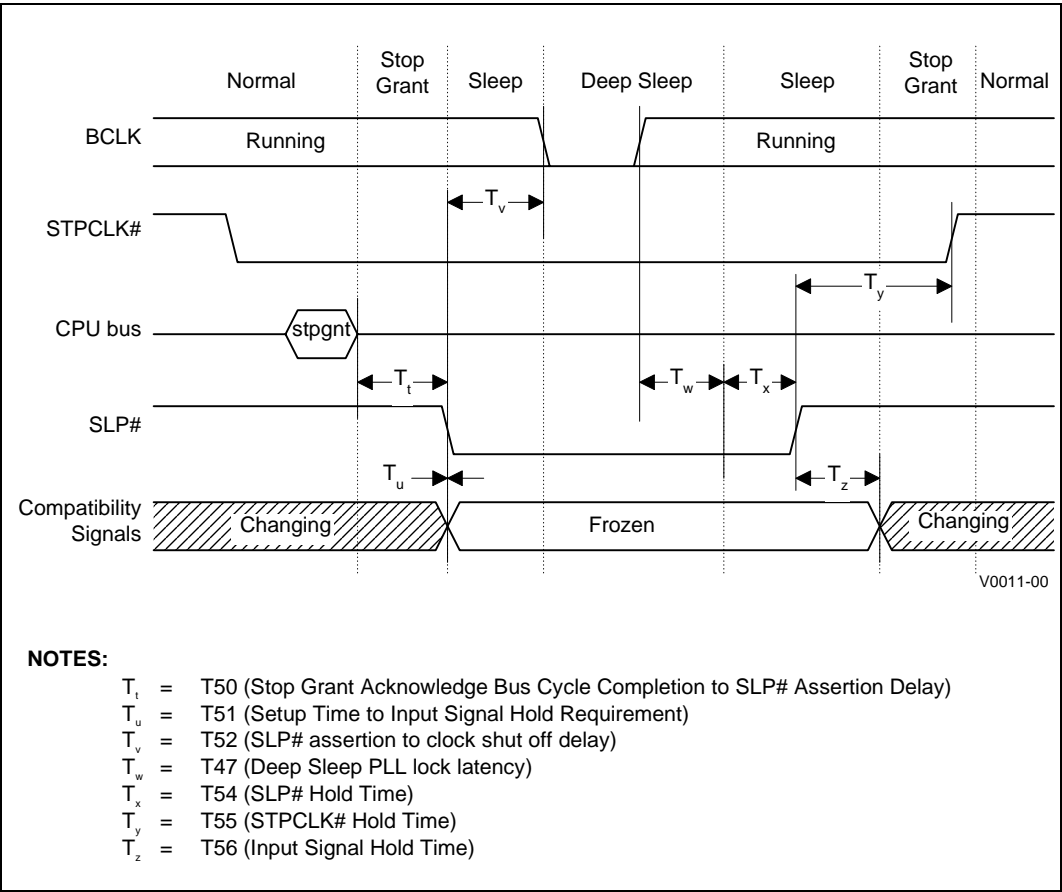 Normal
Stop
Grant
Sleep
Deep Sleep
Sleep
Stop
Grant
Normal
BCLK
Running
Running
Tv
STPCLK#
Ty
CPU bus
stpgnt
Tt
Tw
Tx
SLP#
Tu
Tz
Compatibility
Signals
Changing
Frozen
Changing
V0011-00
NOTES:
Tt = T50 (Stop Grant Acknowledge Bus Cycle Completion to SLP# Assertion Delay)
Tu = T51 (Setup Time to Input Signal Hold Requirement)
Tv = T52 (SLP# assertion to clock shut off delay)
Tw = T47 (Deep Sleep PLL lock latency)
Tx = T54 (SLP# Hold Time)
Ty = T55 (STPCLK# Hold Time)
Tz = T56 (Input Signal Hold Time)